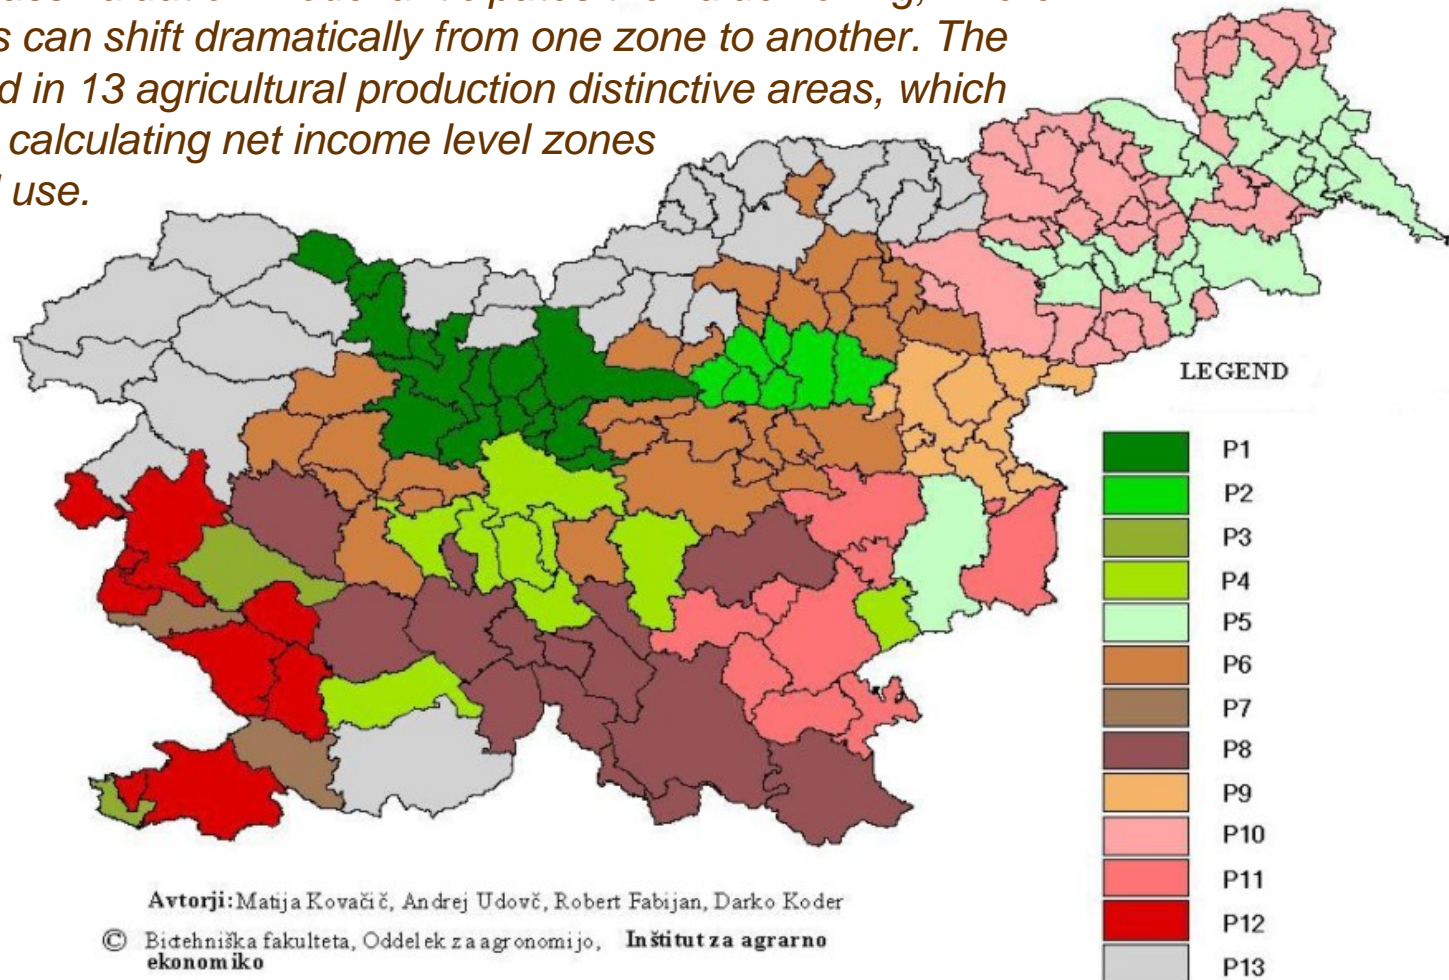 s can shift dramatically from one zone to another. The
d in 13 agricultural production distinctive areas, which
calculating net income level zones
l use.
LEGEND
P1
P2
P3
P4
P5
P6
P7
P8
P9
P10
P11
P12
P13
Avtorji: Matija Kovačič, Andrej Udovč, Robert Fabijan, Darko Koder
© Biotehniška fakulteta, Oddelek za agronomijo, Inštitut za agrarno
ekonomiko